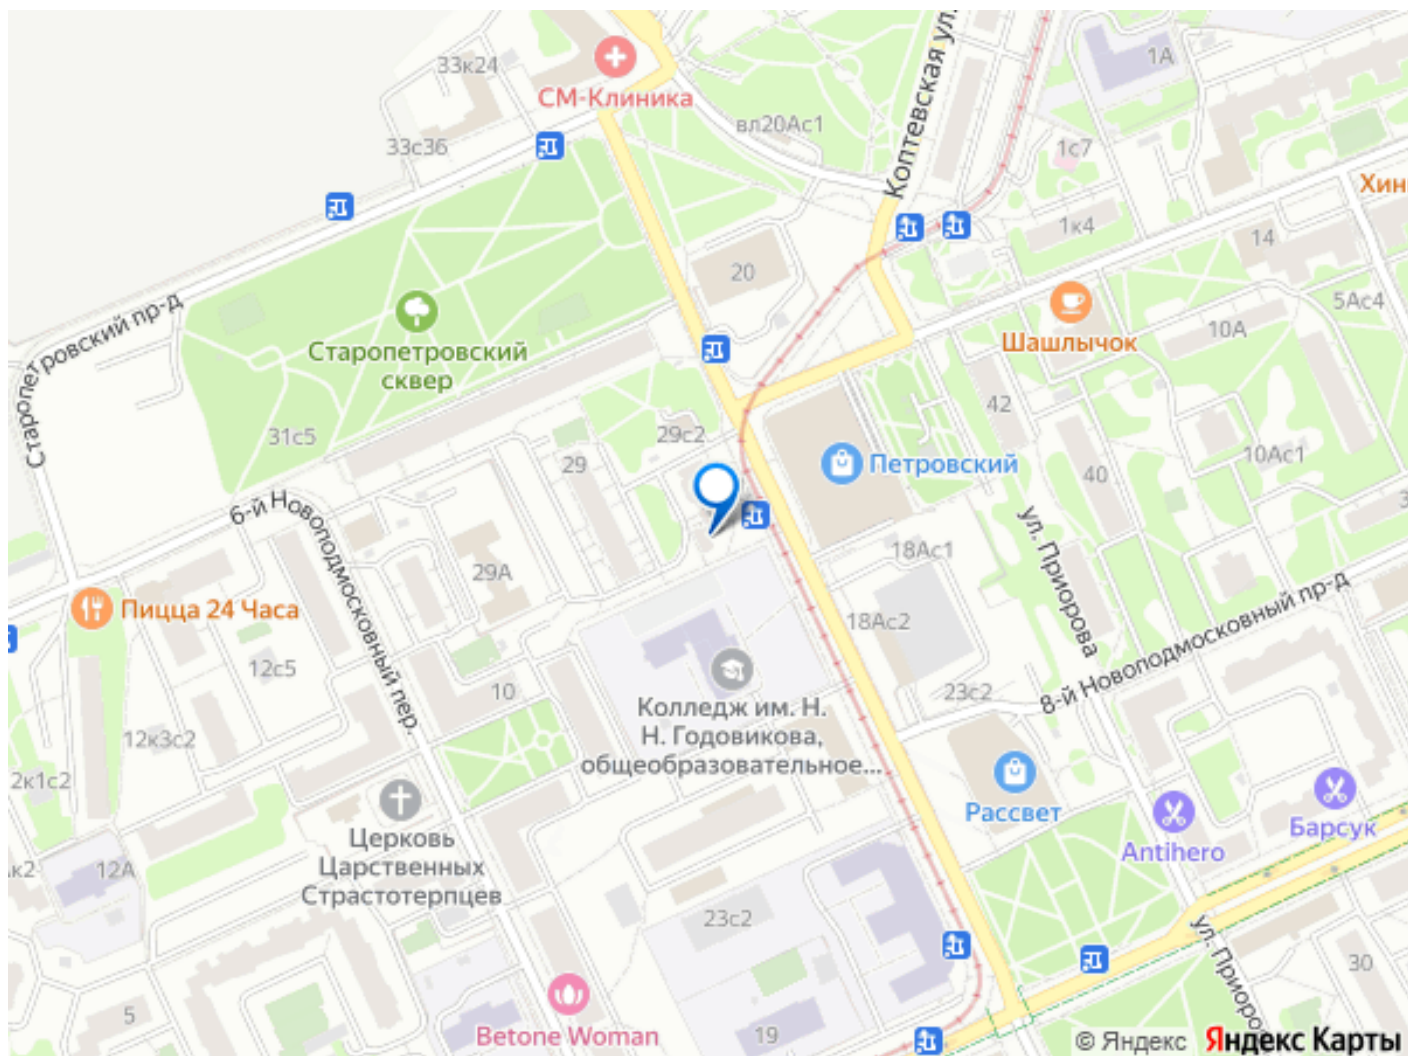 33к24
СМ-Клиника
33с36
вл20Ас1
Коптевская ул.
1А
1с7
Хин
1к4
14
20
5Ас4
10А
Шашлычок
Старопетровский
сквер
Старопетровский пр-д
42
31с5
29с2
29
Петровский
40
10Ас1
6-й Новоподмосковный пер.
ул. Приорова
18Ас1
29А
Пицца 24 Часа
18Ас2
8-й Новоподмосковный пр-д
12с5
10
23с2
Колледж им. Н.
Н. Годовикова,
общеобразовательное...
12к3с2
2к1с2
Рассвет
Барсук
Antihero
Церковь
Царственных
Страстотерпцев
к2
12А
23с2
ул. Приоро
30
5
Betone Woman
19
© Яндекс Яндекс Карты